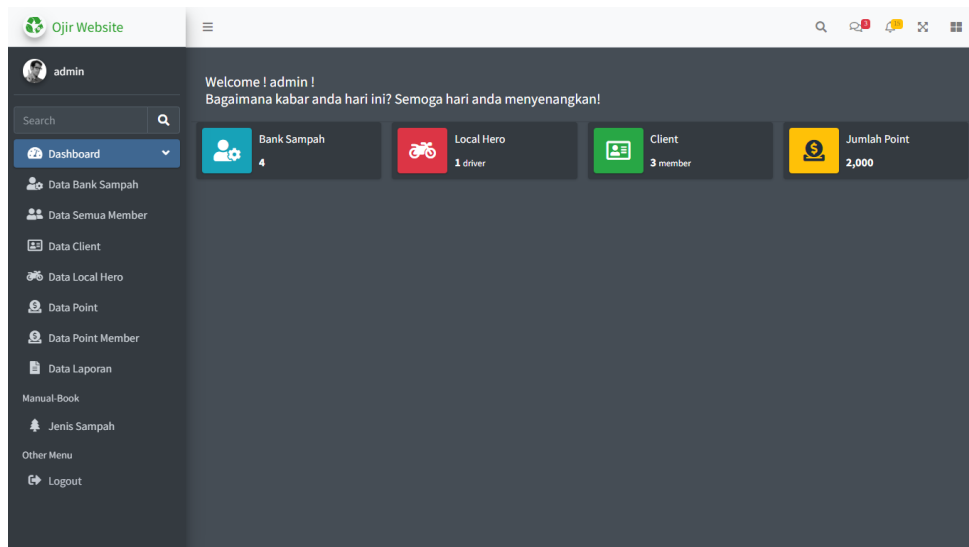 Ojir Website
3
15
admin
Search
Dashboard
Data Bank Sampah
Data Semua Member
Data Client
Data Local Hero
Data Point
Data Point Member
Data Laporan
Manual-Book
Jenis Sampah
Other Menu
Logout
Welcome ! admin !
Bagaimana kabar anda hari ini? Semoga hari anda menyenangkan!
Bank Sampah
4
Local Hero
1 driver
Client
3 member
Jumlah Point
2,000